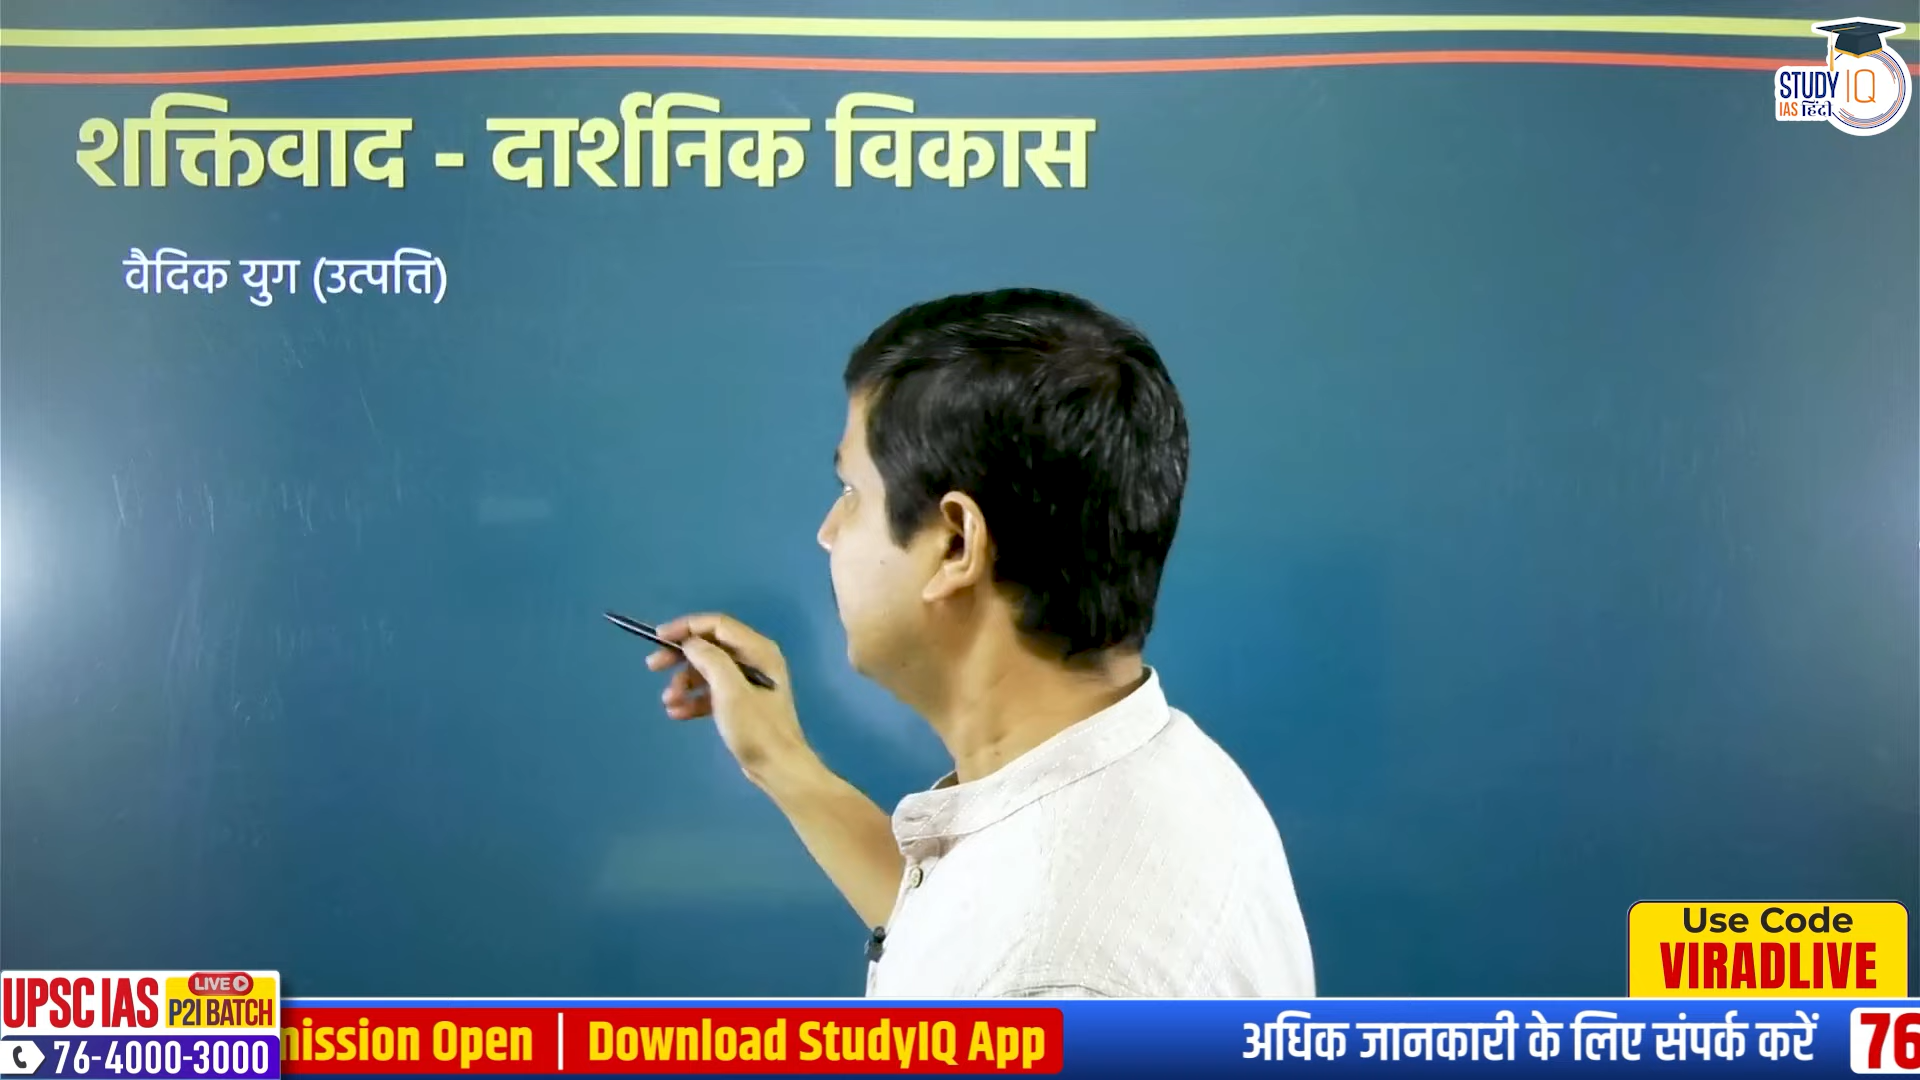 शक्तिवाद - दार्शनिक विकास
वैदिक युग (उत्पत्ति)
STUDY IQ
IAS हिंदी
Use Code
VIRADLIVE
UPSC IAS
LIVE
P2I BATCH
76-4000-3000
mission Open | Download StudyIQ App
अधिक जानकारी के लिए संपर्क करें
76